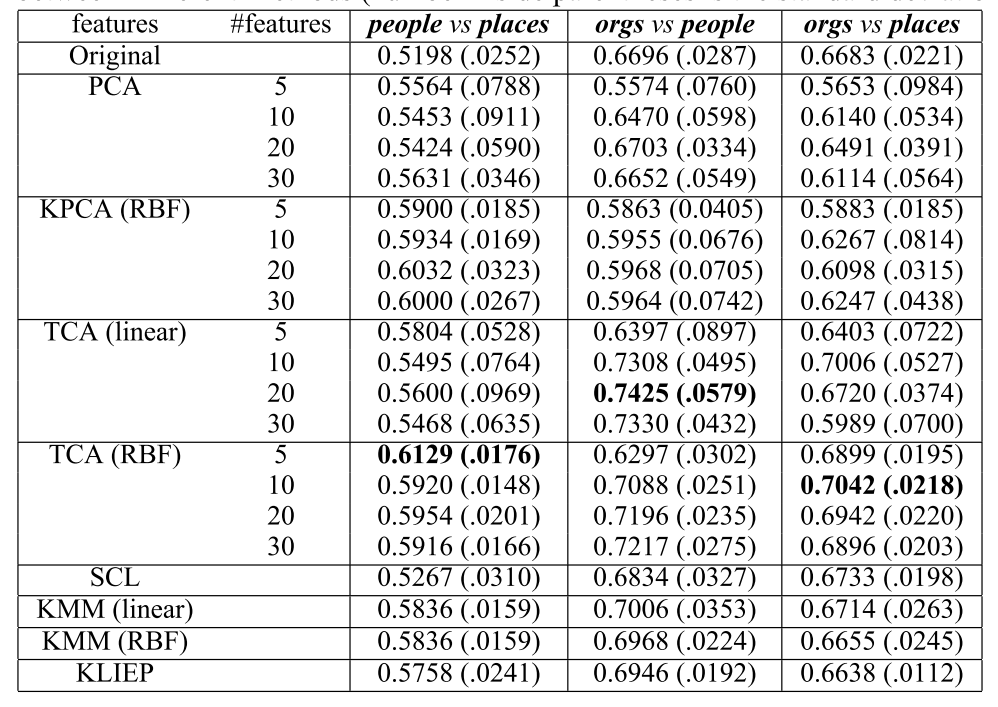 features #features people vs places orgs vs people orgs vs places
Original 0.5198 (.0252) 0.6696 (.0287) 0.6683 (.0221)
PCA 5 0.5564 (.0788) 0.5574 (.0760) 0.5653 (.0984)
10 0.5453 (.0911) 0.6470 (.0598) 0.6140 (.0534)
20 0.5424 (.0590) 0.6703 (.0334) 0.6491 (.0391)
30 0.5631 (.0346) 0.6652 (.0549) 0.6114 (.0564)
KPCA (RBF) 5 0.5900 (.0185) 0.5863 (0.0405) 0.5883 (.0185)
10 0.5934 (.0169) 0.5955 (0.0676) 0.6267 (.0814)
20 0.6032 (.0323) 0.5968 (0.0705) 0.6098 (.0315)
30 0.6000 (.0267) 0.5964 (0.0742) 0.6247 (.0438)
TCA (linear) 5 0.5804 (.0528) 0.6397 (.0897) 0.6403 (.0722)
10 0.5495 (.0764) 0.7308 (.0495) 0.7006 (.0527)
20 0.5600 (.0969) 0.7425 (.0579) 0.6720 (.0374)
30 0.5468 (.0635) 0.7330 (.0432) 0.5989 (.0700)
TCA (RBF) 5 0.6129 (.0176) 0.6297 (.0302) 0.6899 (.0195)
10 0.5920 (.0148) 0.7088 (.0251) 0.7042 (.0218)
20 0.5954 (.0201) 0.7196 (.0235) 0.6942 (.0220)
30 0.5916 (.0166) 0.7217 (.0275) 0.6896 (.0203)
SCL 0.5267 (.0310) 0.6834 (.0327) 0.6733 (.0198)
KMM (linear) 0.5836 (.0159) 0.7006 (.0353) 0.6714 (.0263)
KMM (RBF) 0.5836 (.0159) 0.6968 (.0224) 0.6655 (.0245)
KLIEP 0.5758 (.0241) 0.6946 (.0192) 0.6638 (.0112)